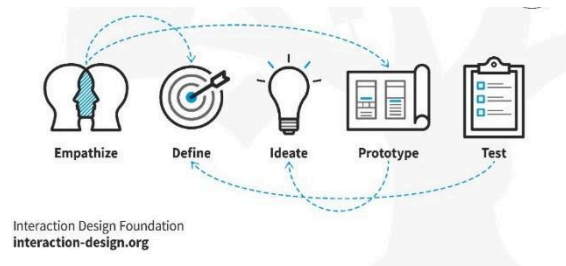 Empathize Define Ideate Prototype Test
Interaction Design Foundation
interaction-design.org